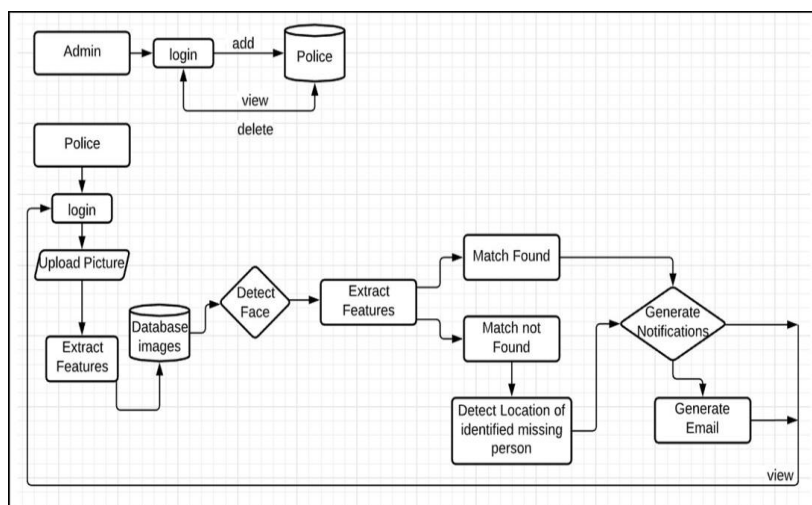 Admin
login
add
Police
view
delete
Police
login
Upload Picture
Extract
Features
Database
images
Detect
Face
Extract
Features
Match Found
Match not
Found
Detect Location of
identified missing
person
Generate
Notifications
Generate
Email
view